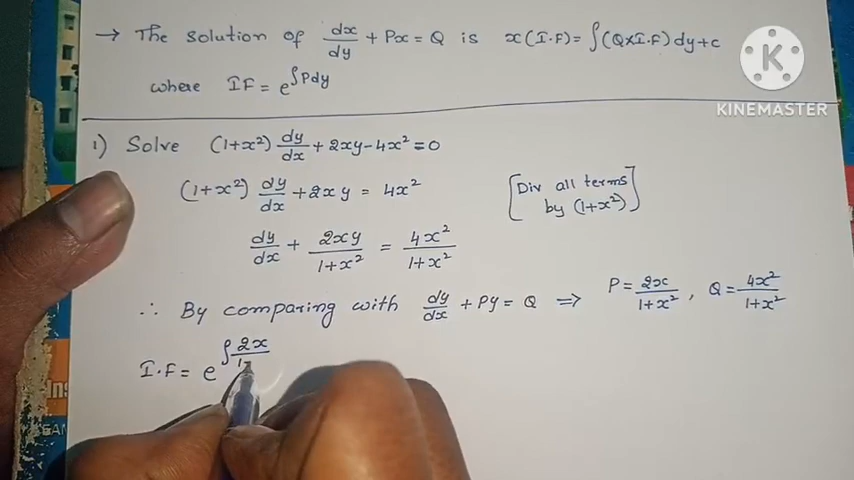 → The solution of dx/dy + Px = Q is x(I.F) = ∫(Q×I.F)dy+c
where IF = e^∫Pdy
KINEMASTER
1) Solve (1+x²) dy/dx + 2xy - 4x² = 0
(1+x²) dy/dx + 2xy = 4x² [Div all terms
by (1+x²)]
dy/dx + 2xy/1+x² = 4x²/1+x²
∴ By comparing with dy/dx + Py = Q ⇒ P = 2x/1+x² , Q = 4x²/1+x²
I.F = e^∫2x/1